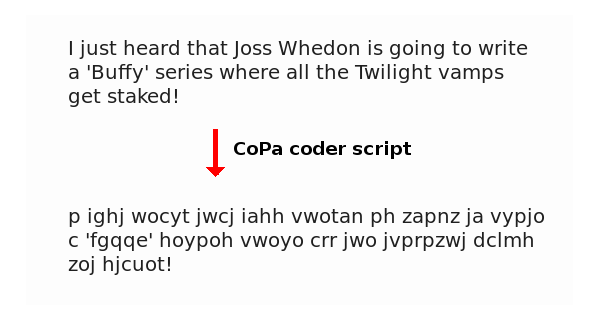 I just heard that Joss Whedon is going to write
a 'Buffy' series where all the Twilight vamps
get staked!
CoPa coder script
p ighj wocyt jwcj iahh vwotan ph zapnz ja vypjo
c 'fgqqe' hoypoh vwoyo crr jwo jvprpzwj dclmh
zoj hjcuot!